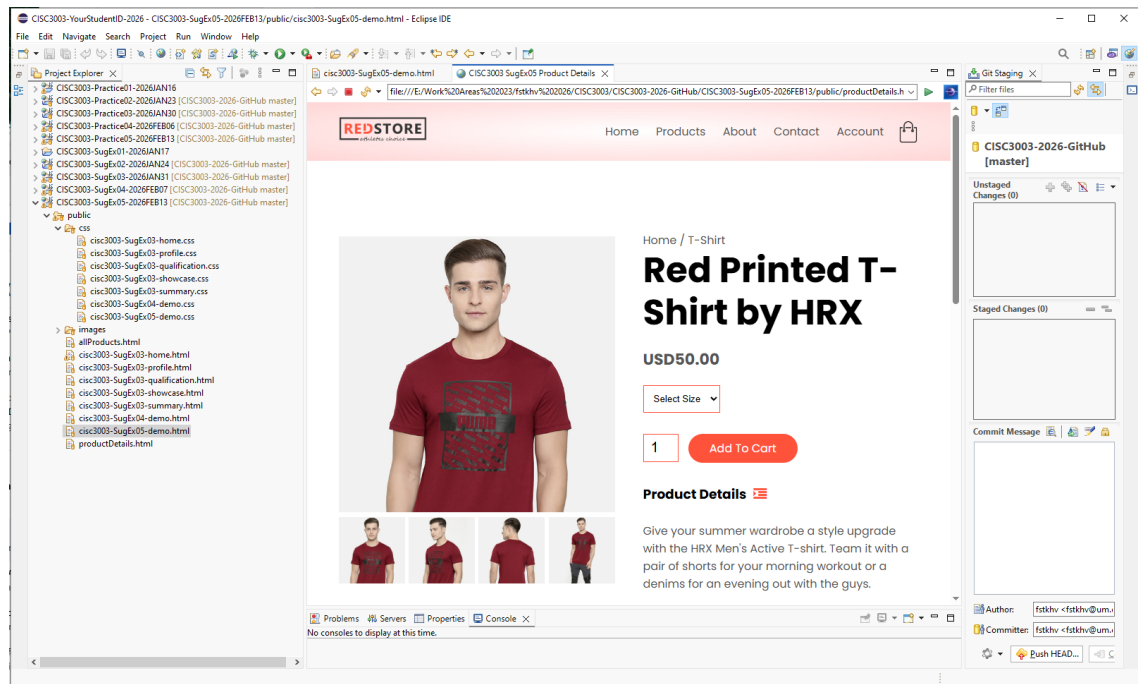 CISC3003-YourStudentID-2026 - CISC3003-SugEx05-2026FEB13/public/cisc3003-SugEx05-demo.html - Eclipse IDE
File Edit Navigate Search Project Run Window Help
Project Explorer
CISC3003-Practice01-2026JAN16
CISC3003-Practice02-2026JAN23 [CISC3003-2026-GitHub master]
CISC3003-Practice03-2026JAN30 [CISC3003-2026-GitHub master]
CISC3003-Practice04-2026FEB06 [CISC3003-2026-GitHub master]
CISC3003-Practice05-2026FEB13 [CISC3003-2026-GitHub master]
CISC3003-SugEx01-2026JAN17
CISC3003-SugEx02-2026JAN24 [CISC3003-2026-GitHub master]
CISC3003-SugEx03-2026JAN31 [CISC3003-2026-GitHub master]
CISC3003-SugEx04-2026FEB07 [CISC3003-2026-GitHub master]
CISC3003-SugEx05-2026FEB13 [CISC3003-2026-GitHub master]
public
css
cisc3003-SugEx03-home.css
cisc3003-SugEx03-profile.css
cisc3003-SugEx03-qualification.css
cisc3003-SugEx03-showcase.css
cisc3003-SugEx03-summary.css
cisc3003-SugEx04-demo.css
cisc3003-SugEx05-demo.css
images
allProducts.html
cisc3003-SugEx03-home.html
cisc3003-SugEx03-profile.html
cisc3003-SugEx03-qualification.html
cisc3003-SugEx03-showcase.html
cisc3003-SugEx03-summary.html
cisc3003-SugEx04-demo.html
cisc3003-SugEx05-demo.html
productDetails.html
cisc3003-SugEx05-demo.html CISC3003 SugEx05 Product Details
file:///E:/Work%20Areas%202023/fstkhv%202026/CISC3003/CISC3003-2026-GitHub/CISC3003-SugEx05-2026FEB13/public/productDetails.h
REDSTORE
athletic choice
Home Products About Contact Account
Home / T-Shirt
Red Printed T-
Shirt by HRX
USD50.00
Select Size
1 Add To Cart
Product Details
Give your summer wardrobe a style upgrade
with the HRX Men's Active T-shirt. Team it with a
pair of shorts for your morning workout or a
denims for an evening out with the guys.
PUMA
Problems Servers Properties Console
No consoles to display at this time.
Git Staging
Filter files
CISC3003-2026-GitHub
[master]
Unstaged
Changes (0)
Staged Changes (0)
Commit Message
Author: fstkhv <fstkhv@um.
Committer: fstkhv <fstkhv@um.
Push HEAD...